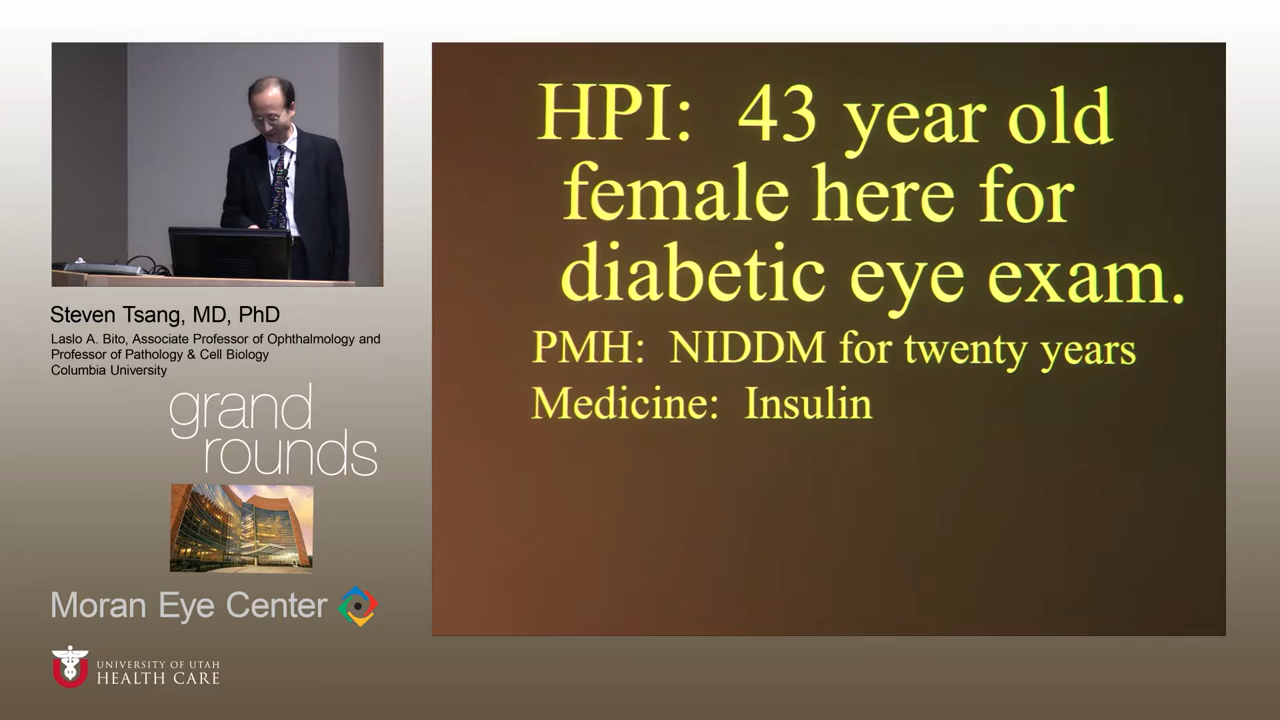 Steven Tsang, MD, PhD
Laslo A. Bito, Associate Professor of Ophthalmology and
Professor of Pathology & Cell Biology
Columbia University
grand
rounds
Moran Eye Center
UNIVERSITY OF UTAH
HEALTH CARE
HPI: 43 year old
female here for
diabetic eye exam.
PMH: NIDDM for twenty years
Medicine: Insulin